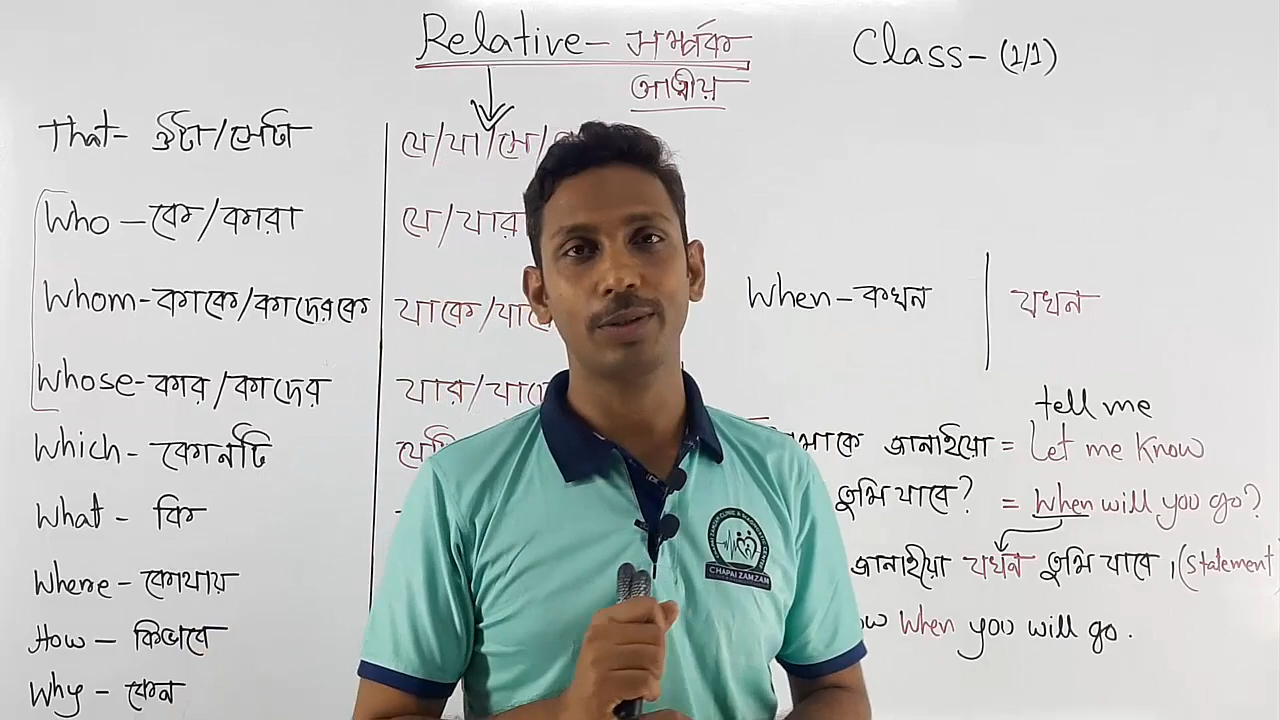 Relative - সম্পর্ক
আত্মীয়
Class - (1/1)
That - ঐটা/সেটা
যে/যা/সে/
Who - কে/কারা
যে/যার
Whom - কাকে/কাদেরকে
যাকে/
When - কখন
যখন
Whose - কার/কাদের
যার/
tell me
Which - কোনটি
জানাইয়ো = let me know
What - কি
তুমি যাবে? = When will you go?
Where - কোথায়
জানাইয়ো যখন তুমি যাবে। (statement
How - কিভাবে
When you will go.
Why - কেন
CHAPAI ZAMZAM